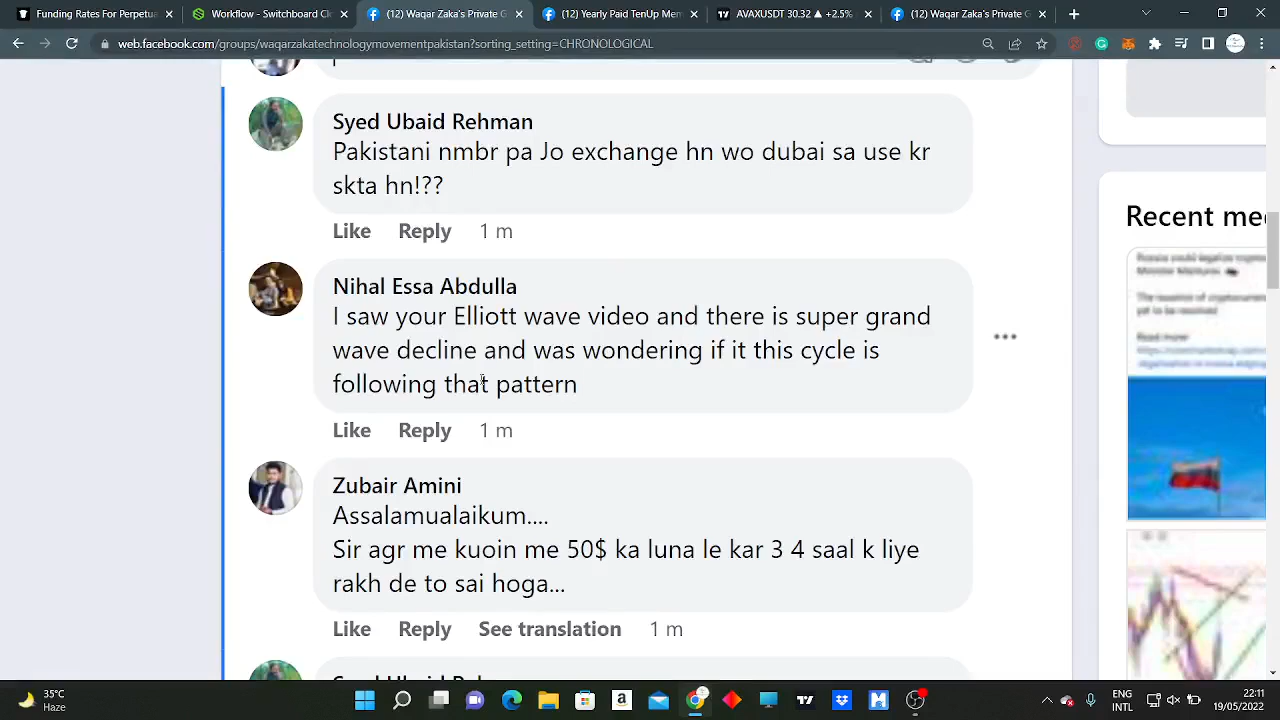 Funding Rates For Perpetua
Workflow - Switchboard Cl
(12) Waqar Zaka's Private G
(12) Yearly Paid TenUp Mem
AVAXUSDT 30.32 ▲ +2.5%
(12) Waqar Zaka's Private G
web.facebook.com/groups/waqarzakatechnologymovementpakistan?sorting_setting=CHRONOLOGICAL
Syed Ubaid Rehman
Pakistani nmbr pa Jo exchange hn wo dubai sa use kr
skta hn!??
Like Reply 1 m
Nihal Essa Abdulla
I saw your Elliott wave video and there is super grand
wave decline and was wondering if it this cycle is
following that pattern
Like Reply 1 m
Zubair Amini
Assalamualaikum....
Sir agr me kuoin me 50$ ka luna le kar 3 4 saal k liye
rakh de to sai hoga...
Like Reply See translation 1 m
Recent me
35°C
Haze
ENG
INTL
22:11
19/05/2022